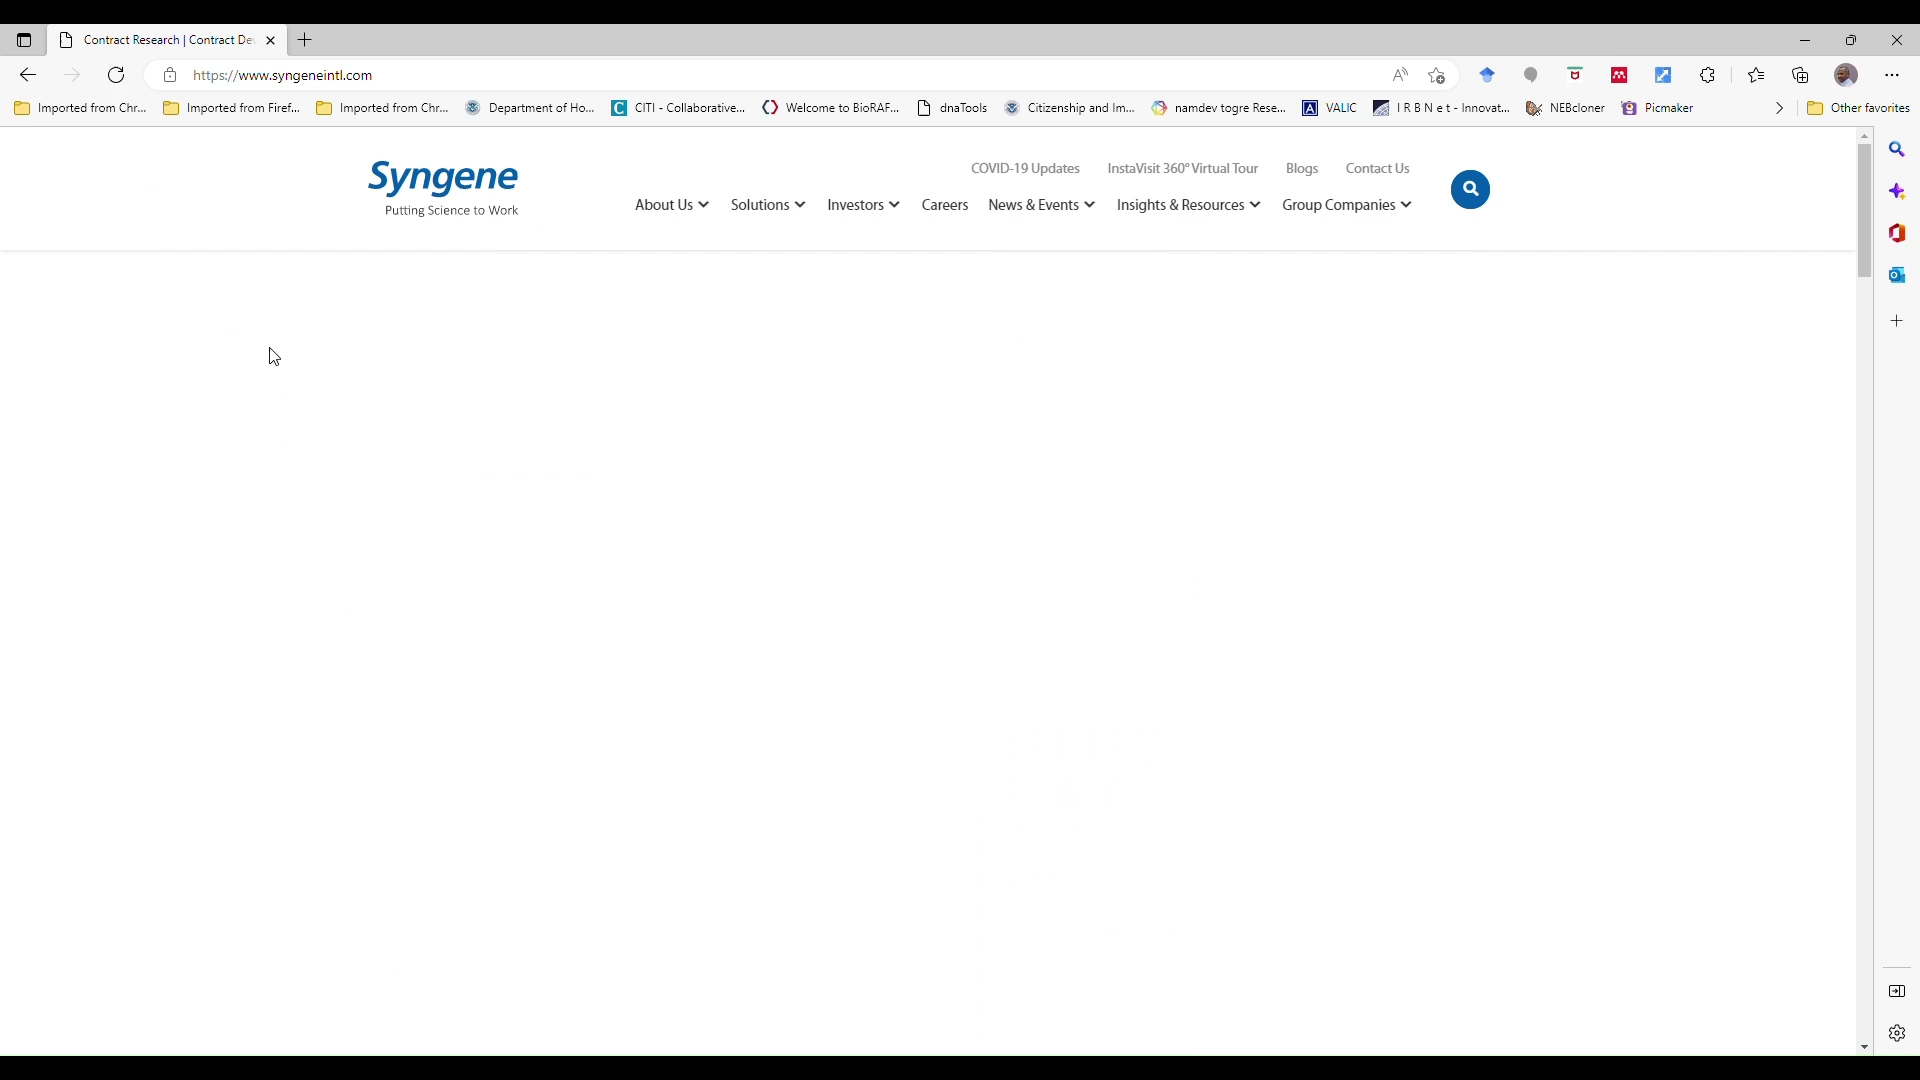 Contract Research | Contract De
https://www.syngeneintl.com
Imported from Chr... Imported from Firef... Imported from Chr... Department of Ho... CITI - Collaborative... Welcome to BioRAF... dnaTools Citizenship and Im... namdev togre Rese... VALIC I R B N e t - Innovat... NEBcloner Picmaker Other favorites
Syngene
Putting Science to Work
COVID-19 Updates InstaVisit 360° Virtual Tour Blogs Contact Us
About Us Solutions Investors Careers News & Events Insights & Resources Group Companies